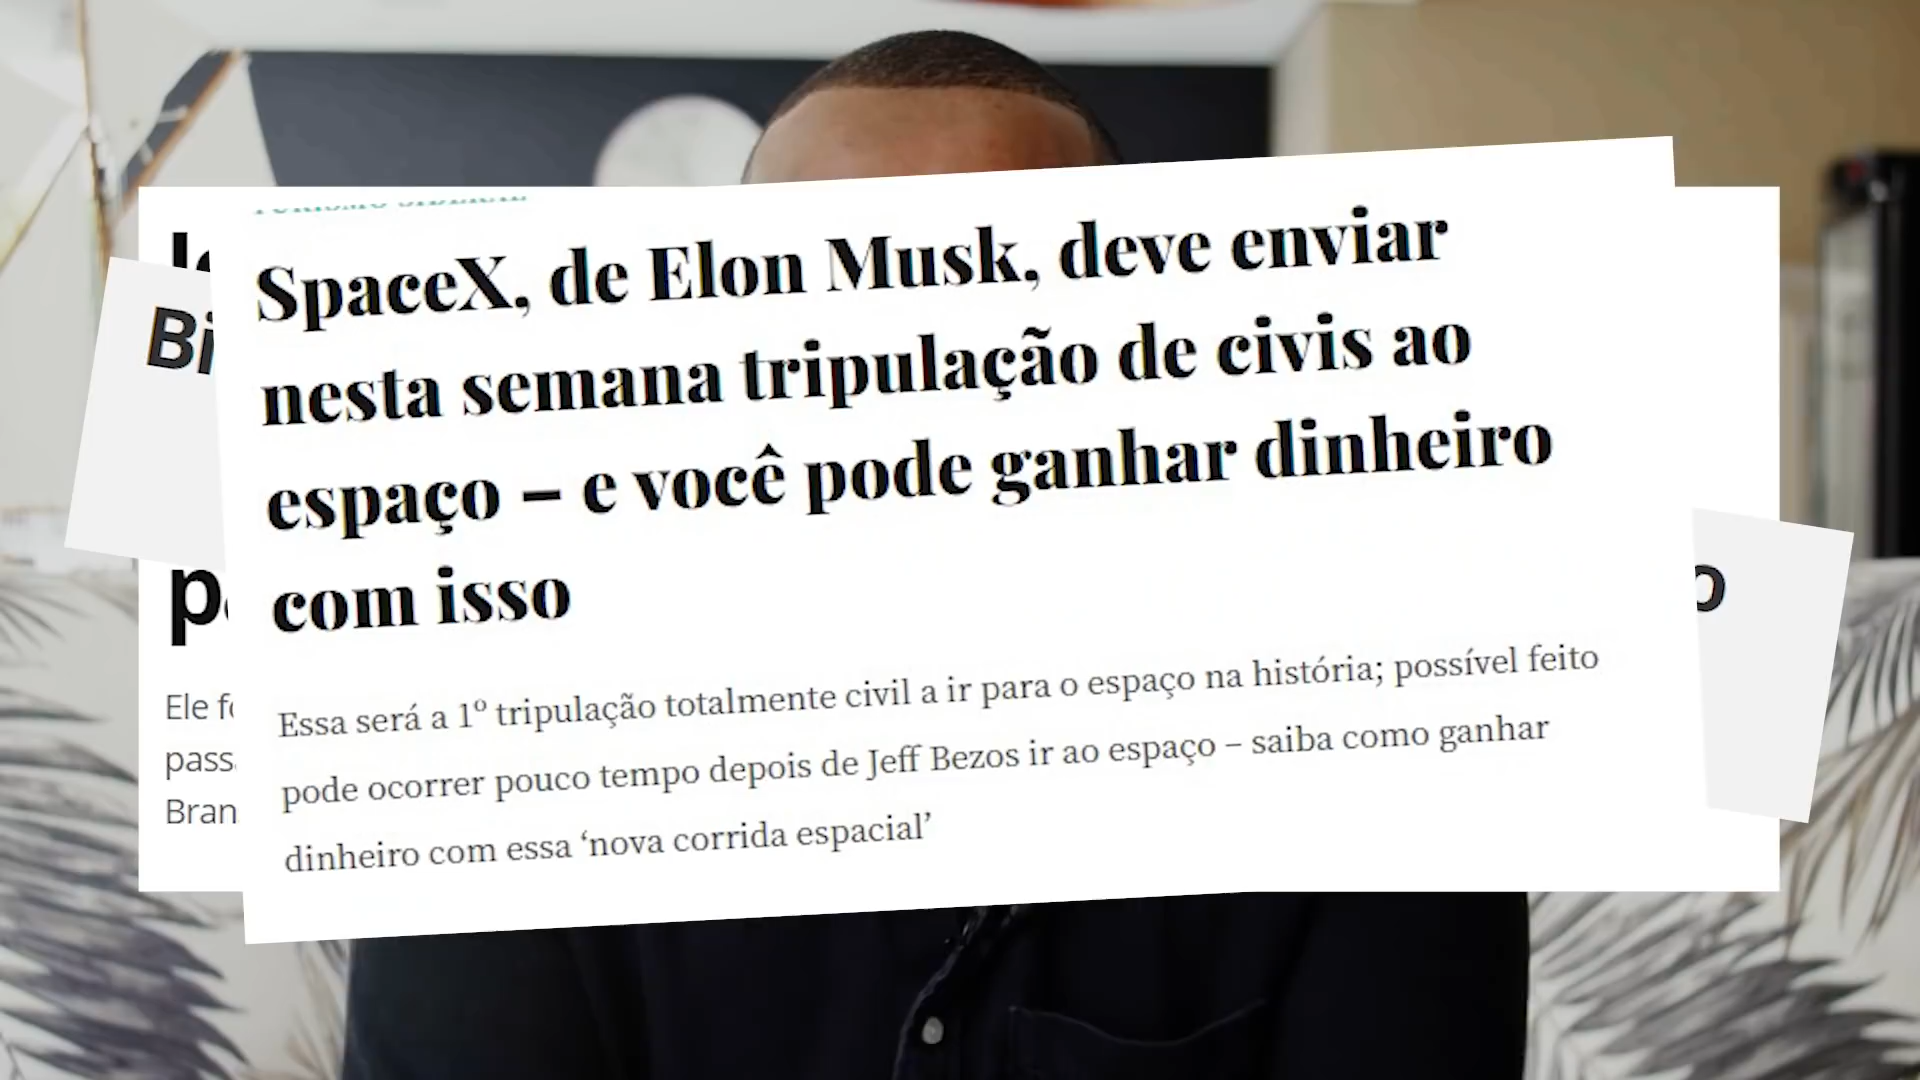 SpaceX, de Elon Musk, deve enviar
nesta semana tripulação de civis ao
espaço – e você pode ganhar dinheiro
com isso
Essa será a 1º tripulação totalmente civil a ir para o espaço na história; possível feito
pode ocorrer pouco tempo depois de Jeff Bezos ir ao espaço – saiba como ganhar
dinheiro com essa ‘nova corrida espacial’
Ele